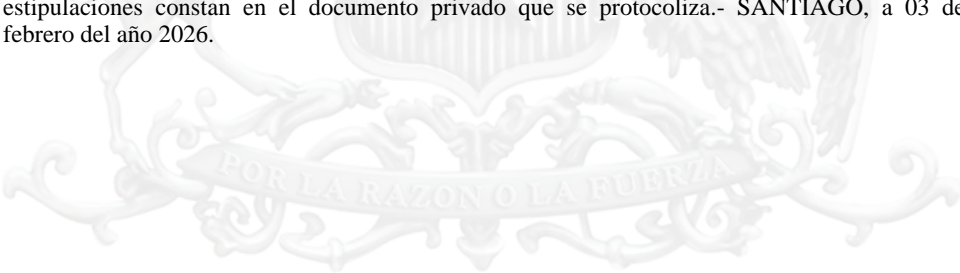 estipulaciones constan en el documento privado que se protocoliza.- SANTIAGO, a 03 de
febrero del año 2026.
POR LA RAZON O LA FUERZA